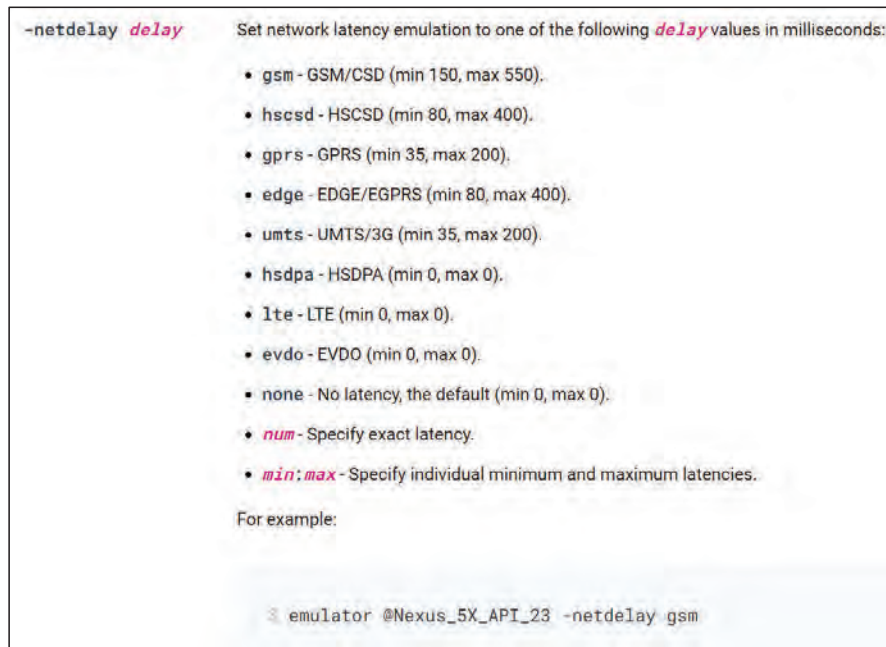 -netdelay delay Set network latency emulation to one of the following delay values in milliseconds:
• gsm - GSM/CSD (min 150, max 550).
• hscsd - HSCSD (min 80, max 400).
• gprs - GPRS (min 35, max 200).
• edge - EDGE/EGPRS (min 80, max 400).
• umts - UMTS/3G (min 35, max 200).
• hsdpa - HSDPA (min 0, max 0).
• lte - LTE (min 0, max 0).
• evdo - EVDO (min 0, max 0).
• none - No latency, the default (min 0, max 0).
• num - Specify exact latency.
• min:max - Specify individual minimum and maximum latencies.
For example:
$ emulator @Nexus_5X_API_23 -netdelay gsm